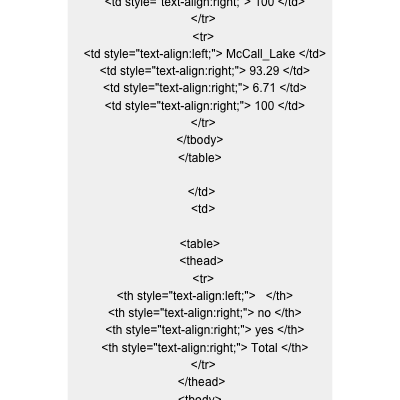 <td style="text-align:right;"> 100 </td>
</tr>
<tr>
<td style="text-align:left;"> McCall_Lake </td>
<td style="text-align:right;"> 93.29 </td>
<td style="text-align:right;"> 6.71 </td>
<td style="text-align:right;"> 100 </td>
</tr>
</tbody>
</table>
</td>
<td>
<table>
<thead>
<tr>
<th style="text-align:left;">   </th>
<th style="text-align:right;"> no </th>
<th style="text-align:right;"> yes </th>
<th style="text-align:right;"> Total </th>
</tr>
</thead>
<tbody>